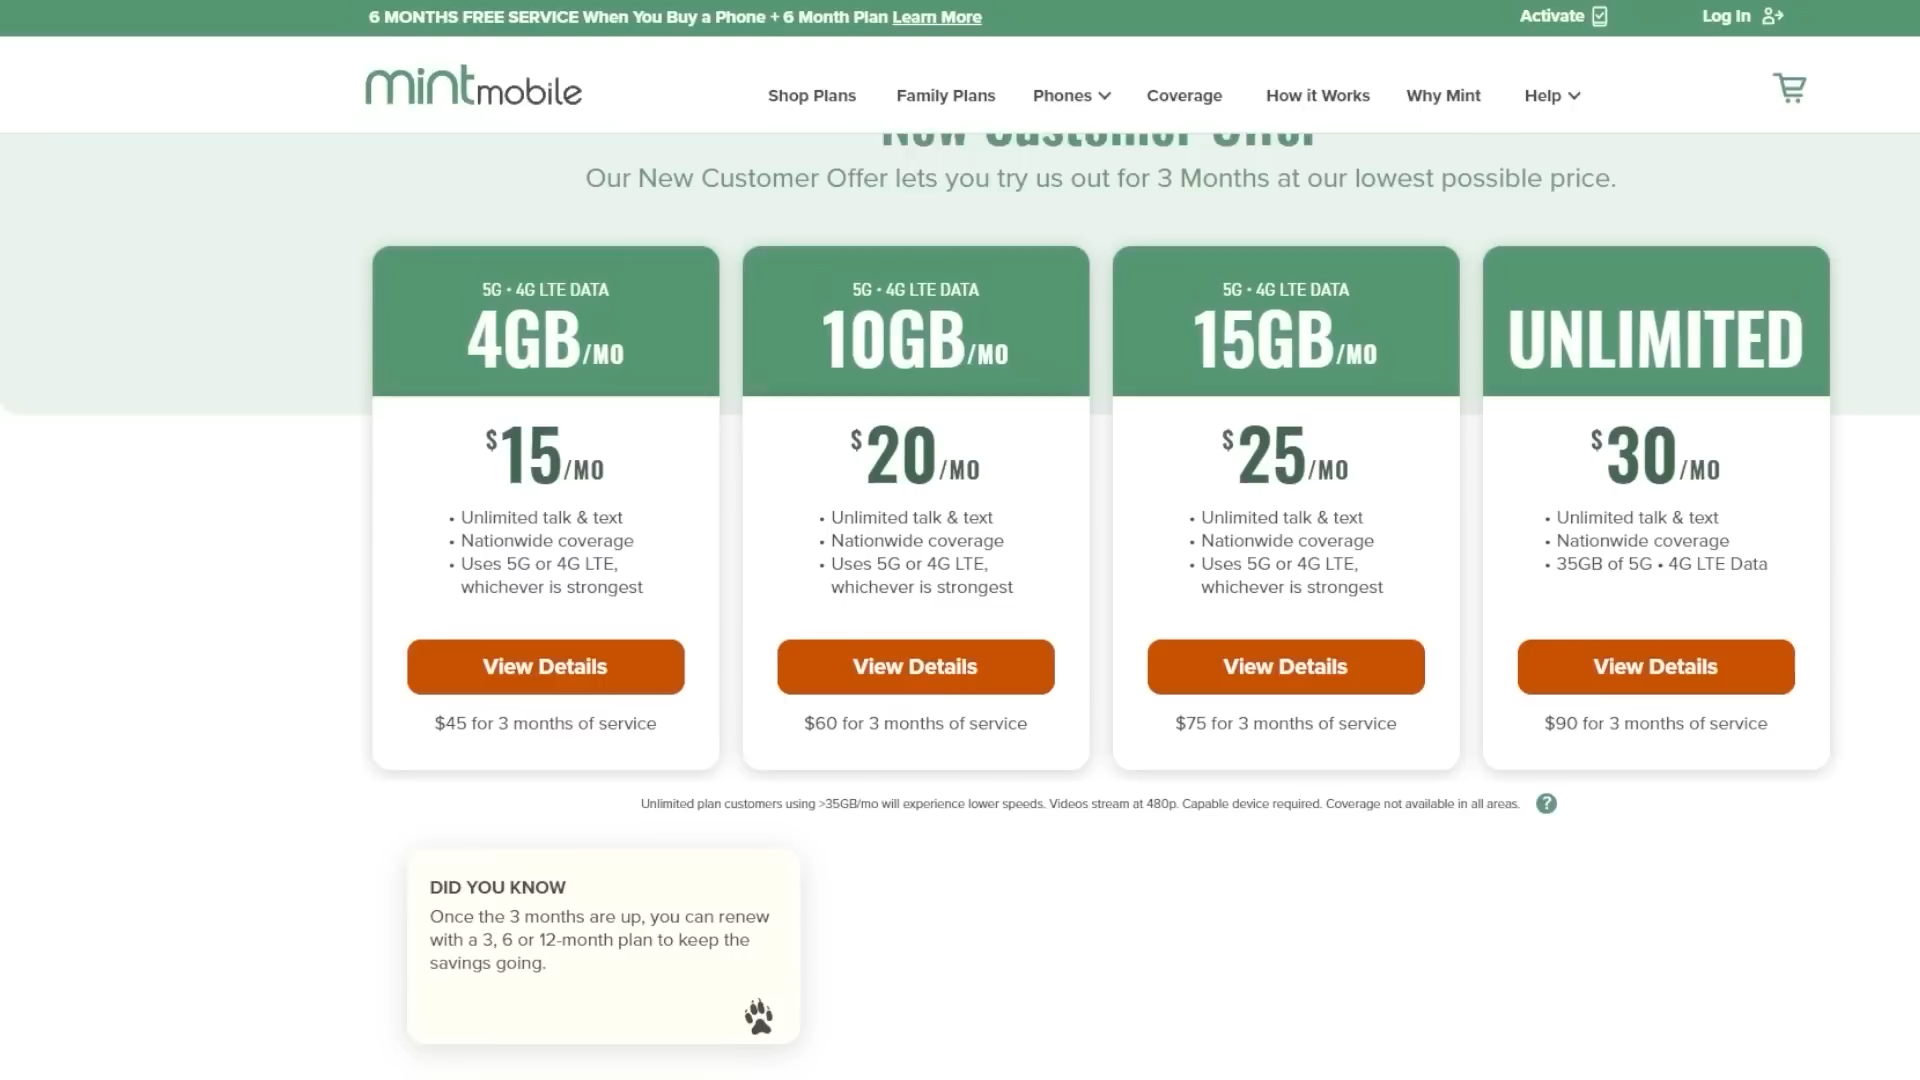 6 MONTHS FREE SERVICE When You Buy a Phone + 6 Month Plan Learn More
Activate
Log In
mintmobile
Shop Plans
Family Plans
Phones
Coverage
How it Works
Why Mint
Help
New Customer Offer
Our New Customer Offer lets you try us out for 3 Months at our lowest possible price.
5G • 4G LTE DATA
4GB/MO
$15/MO
• Unlimited talk & text
• Nationwide coverage
• Uses 5G or 4G LTE,
whichever is strongest
View Details
$45 for 3 months of service
5G • 4G LTE DATA
10GB/MO
$20/MO
• Unlimited talk & text
• Nationwide coverage
• Uses 5G or 4G LTE,
whichever is strongest
View Details
$60 for 3 months of service
5G • 4G LTE DATA
15GB/MO
$25/MO
• Unlimited talk & text
• Nationwide coverage
• Uses 5G or 4G LTE,
whichever is strongest
View Details
$75 for 3 months of service
UNLIMITED
$30/MO
• Unlimited talk & text
• Nationwide coverage
• 35GB of 5G • 4G LTE Data
View Details
$90 for 3 months of service
Unlimited plan customers using >35GB/mo will experience lower speeds. Videos stream at 480p. Capable device required. Coverage not available in all areas. ?
DID YOU KNOW
Once the 3 months are up, you can renew
with a 3, 6 or 12-month plan to keep the
savings going.